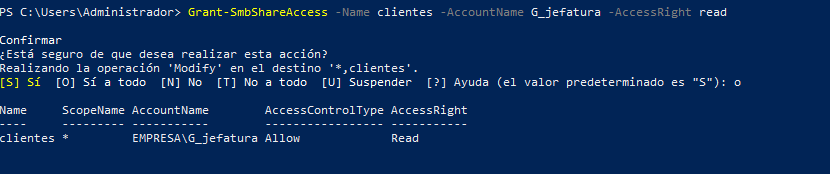 PS C:\Users\Administrador> Grant-SmbShareAccess -Name clientes -AccountName G_jefatura -AccessRight read
Confirmar
¿Está seguro de que desea realizar esta acción?
Realizando la operación 'Modify' en el destino '*,clientes'.
[S] Sí  [O] Sí a todo  [N] No  [T] No a todo  [U] Suspender  [?] Ayuda (el valor predeterminado es "S"): o
Name     ScopeName AccountName        AccessControlType AccessRight
----     --------- -----------        ----------------- -----------
clientes *         EMPRESA\G_jefatura Allow             Read